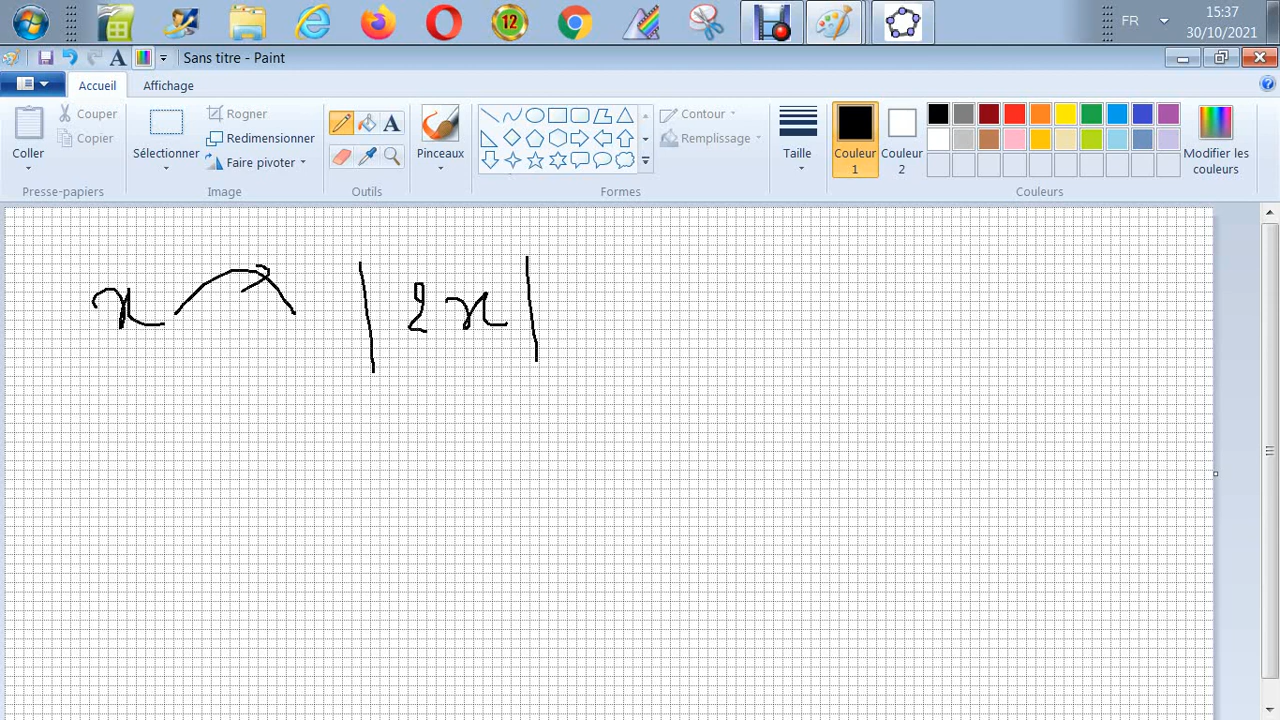 12
FR
15:37
30/10/2021
Sans titre - Paint
Accueil Affichage
Coller
Couper
Copier
Presse-papiers
Sélectionner
Rogner
Redimensionner
Faire pivoter
Image
Outils
Pinceaux
Contour
Remplissage
Formes
Taille
Couleur 1
Couleur 2
Modifier les couleurs
Couleurs
x |2x|